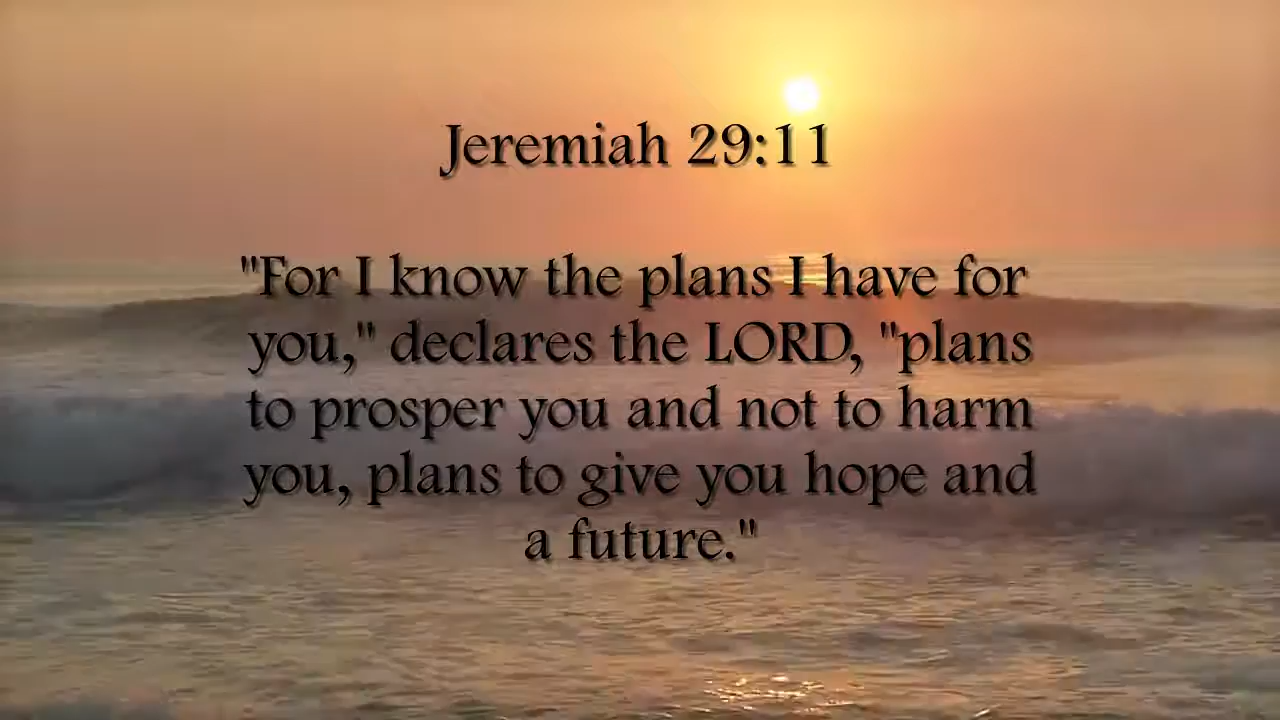 Jeremiah 29:11
"For I know the plans I have for
you," declares the LORD, "plans
to prosper you and not to harm
you, plans to give you hope and
a future."